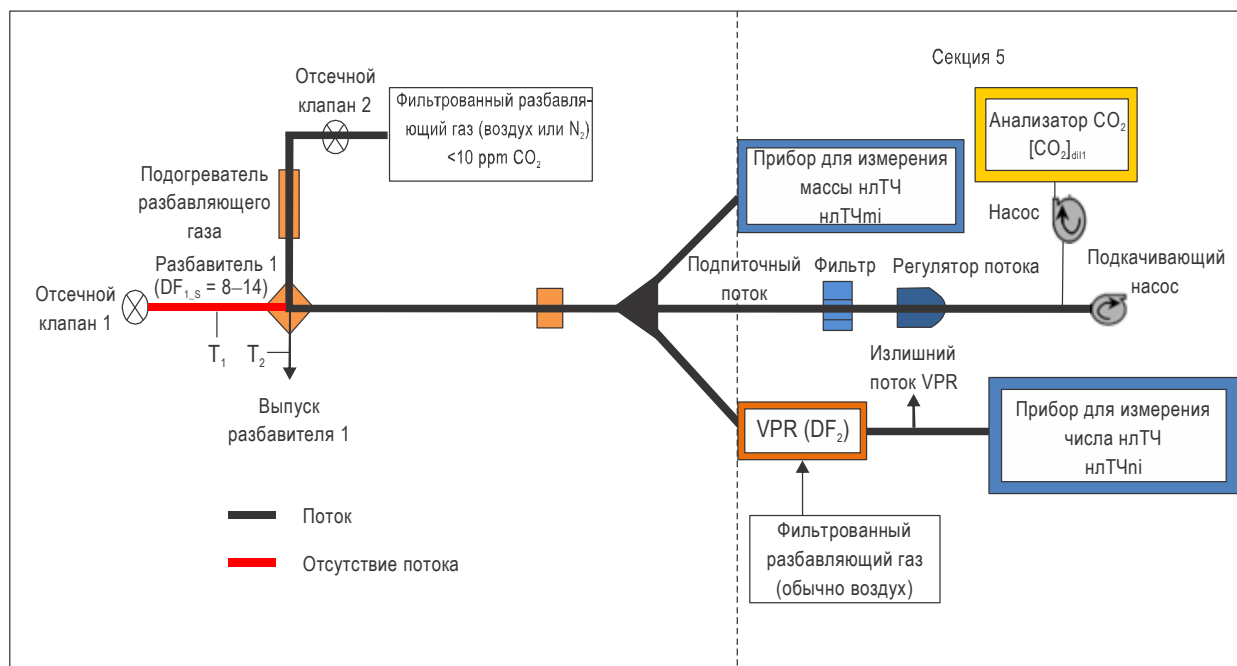 Секция 5
Отсечной
клапан 2
Фильтрованный разбавля-
ющий газ (воздух или N₂)
<10 ppm CO₂
Анализатор CO₂
[CO₂]dil1
Прибор для измерения
массы нлТЧ
нлТЧmi
Насос
Подогреватель
разбавляющего
газа
Разбавитель 1
(DF₁_S = 8–14)
Отсечной
клапан 1
Подпиточный
поток
Фильтр
Регулятор потока
Подкачивающий
насос
T₁
T₂
Выпуск
разбавителя 1
Излишний
поток VPR
VPR (DF₂)
Прибор для измерения
числа нлТЧ
нлТЧni
Поток
Отсутствие потока
Фильтрованный
разбавляющий газ
(обычно воздух)